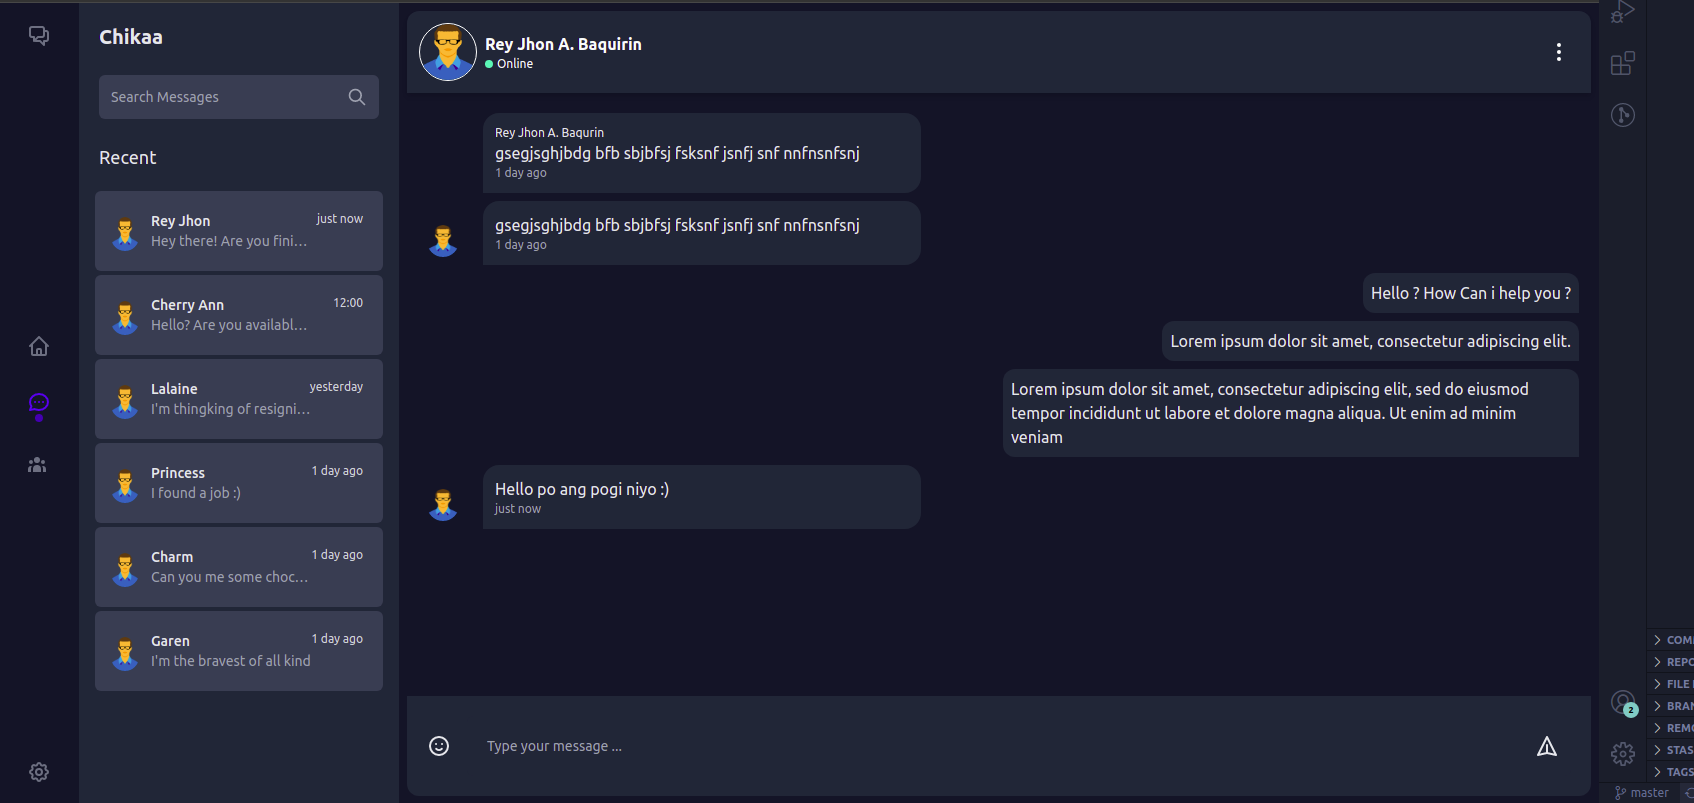 Chikaa
Search Messages
Recent
Rey Jhon
just now
Hey there! Are you fini...
Cherry Ann
12:00
Hello? Are you availabl...
Lalaine
yesterday
I'm thingking of resigni...
Princess
1 day ago
I found a job :)
Charm
1 day ago
Can you me some choc...
Garen
1 day ago
I'm the bravest of all kind
Rey Jhon A. Baquirin
Online
Rey Jhon A. Baqurin
gsegjsghjbdg bfb sbjbfsj fsksnf jsnfj snf nnfnsnfsnj
1 day ago
gsegjsghjbdg bfb sbjbfsj fsksnf jsnfj snf nnfnsnfsnj
1 day ago
Hello ? How Can i help you ?
Lorem ipsum dolor sit amet, consectetur adipiscing elit.
Lorem ipsum dolor sit amet, consectetur adipiscing elit, sed do eiusmod
tempor incididunt ut labore et dolore magna aliqua. Ut enim ad minim
veniam
Hello po ang pogi niyo :)
just now
Type your message ...
2
COM
REPO
FILE
BRAN
REMO
STAS
TAGS
master